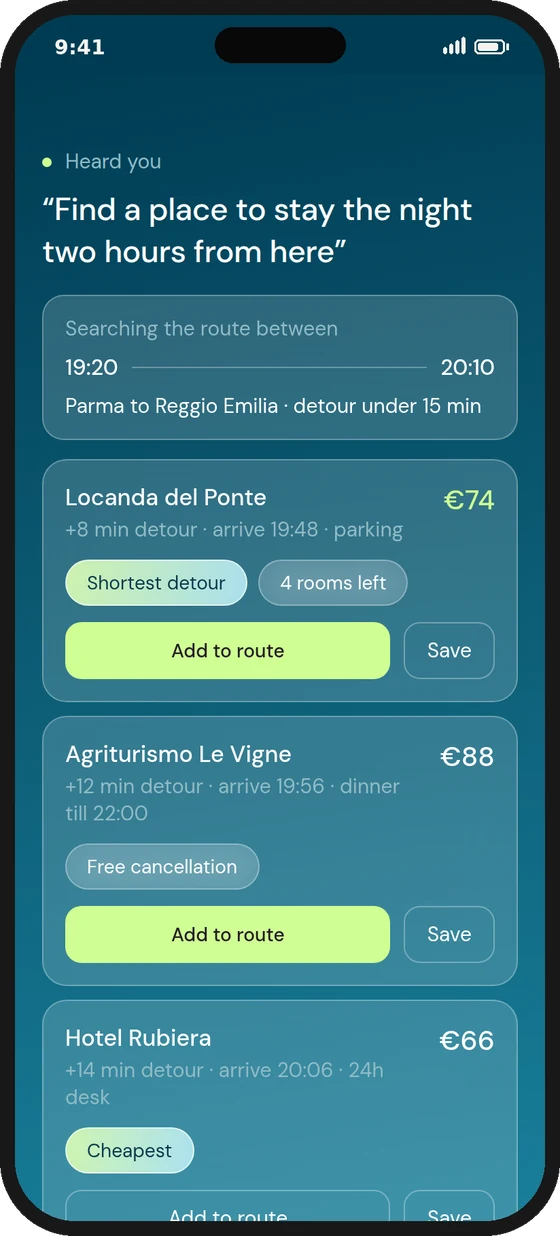 9:41
Heard you
“Find a place to stay the night
two hours from here”
Searching the route between
19:20 20:10
Parma to Reggio Emilia · detour under 15 min
Locanda del Ponte €74
+8 min detour · arrive 19:48 · parking
Shortest detour 4 rooms left
Add to route Save
Agriturismo Le Vigne €88
+12 min detour · arrive 19:56 · dinner
till 22:00
Free cancellation
Add to route Save
Hotel Rubiera €66
+14 min detour · arrive 20:06 · 24h
desk
Cheapest
Add to route Save